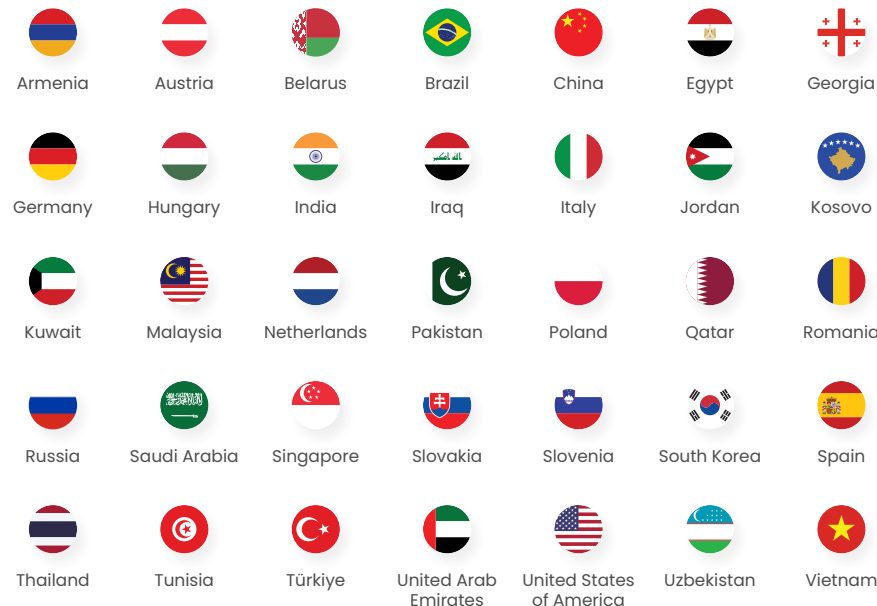 Armenia
Austria
Belarus
Brazil
China
Egypt
Georgia
Germany
Hungary
India
Iraq
Italy
Jordan
Kosovo
Kuwait
Malaysia
Netherlands
Pakistan
Poland
Qatar
Romania
Russia
Saudi Arabia
Singapore
Slovakia
Slovenia
South Korea
Spain
Thailand
Tunisia
Türkiye
United Arab
Emirates
United States
of America
Uzbekistan
Vietnam